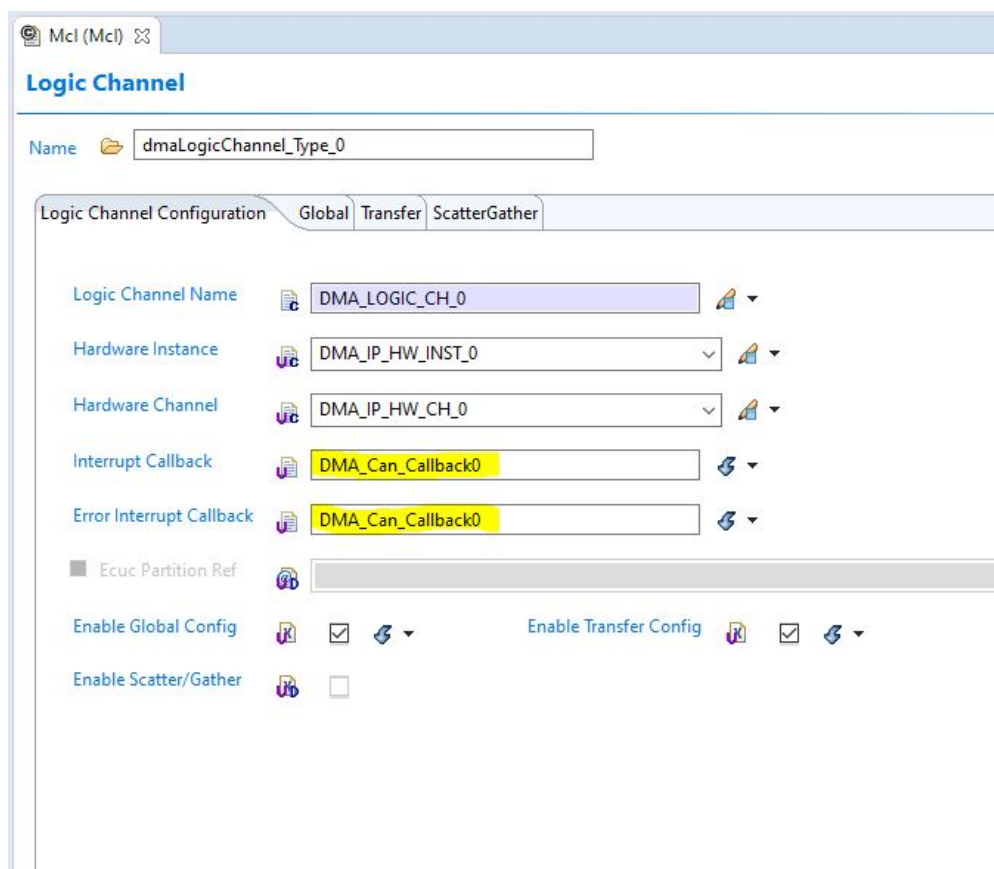 Mcl (Mcl)
Logic Channel
Name dmaLogicChannel_Type_0
Logic Channel Configuration Global Transfer ScatterGather
Logic Channel Name DMA_LOGIC_CH_0
Hardware Instance DMA_IP_HW_INST_0
Hardware Channel DMA_IP_HW_CH_0
Interrupt Callback DMA_Can_Callback0
Error Interrupt Callback DMA_Can_Callback0
Ecuc Partition Ref
Enable Global Config Enable Transfer Config
Enable Scatter/Gather